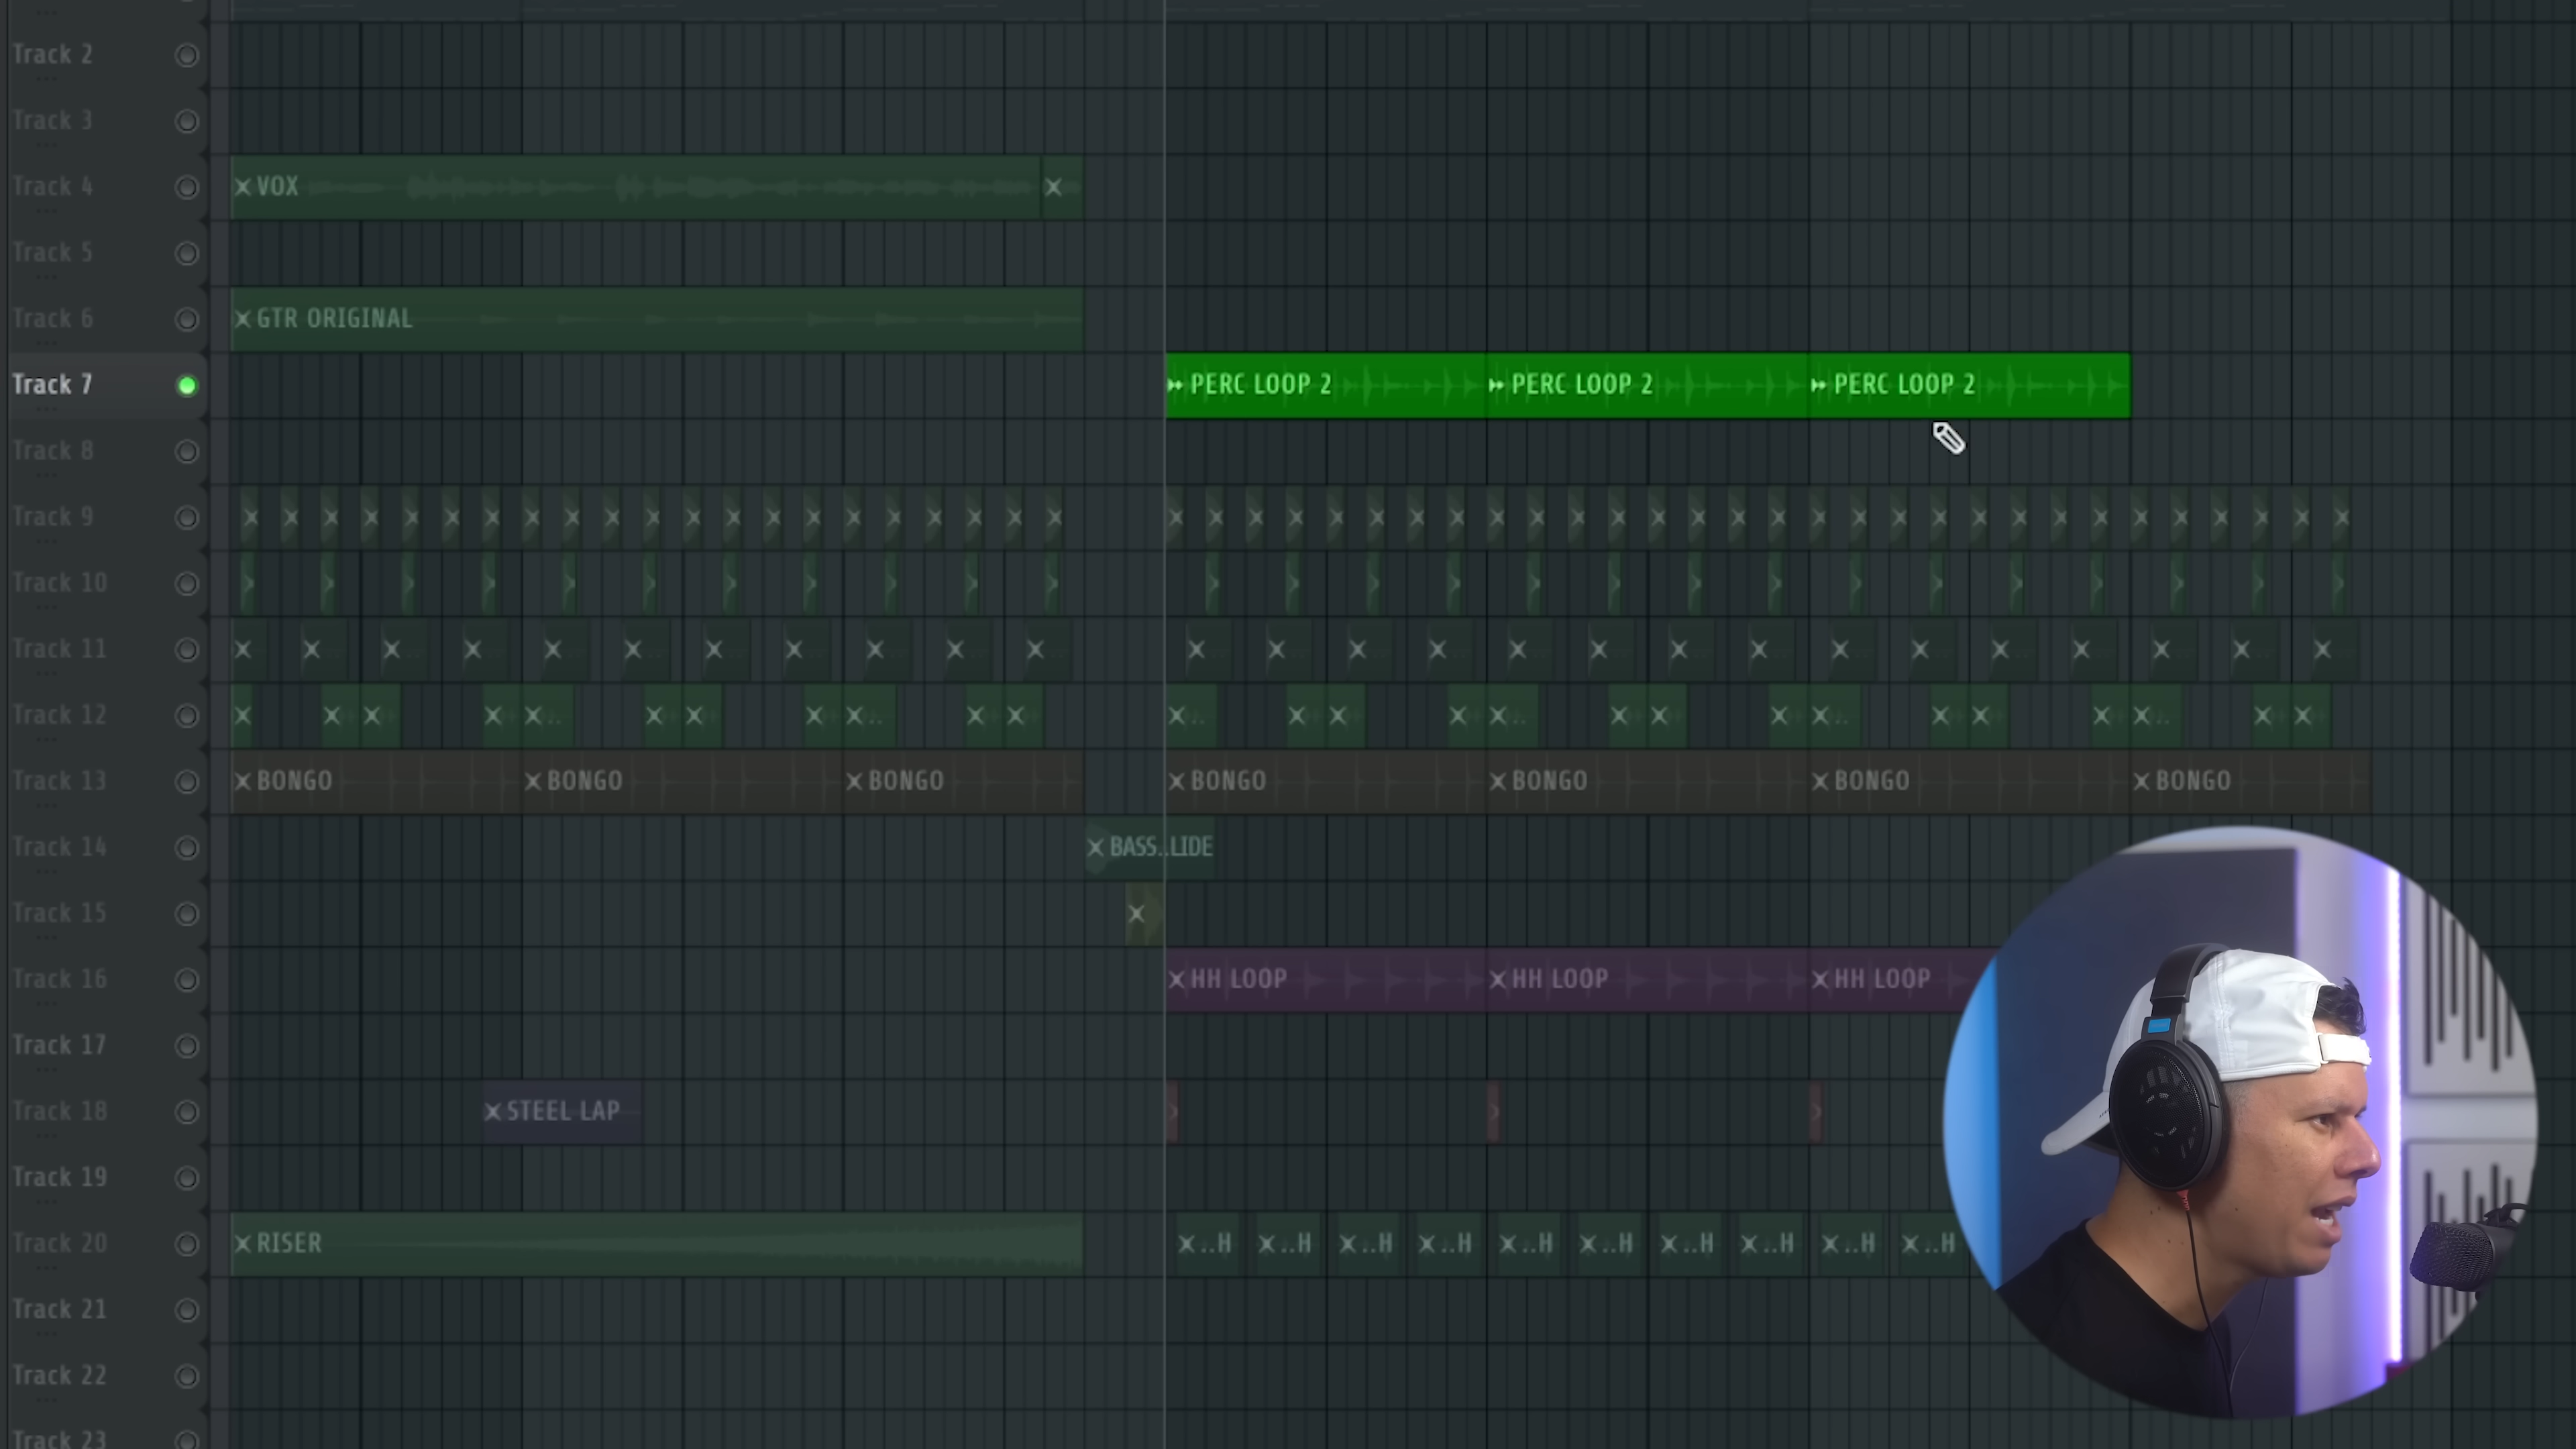 Track 2
Track 3
Track 4 VOX
Track 5
Track 6 GTR ORIGINAL
Track 7 PERC LOOP 2 PERC LOOP 2 PERC LOOP 2
Track 8
Track 9
Track 10
Track 11
Track 12
Track 13 BONGO BONGO BONGO BONGO BONGO BONGO BONGO
Track 14 BASS..LIDE
Track 15
Track 16 HH LOOP HH LOOP HH LOOP
Track 17
Track 18 STEEL LAP
Track 19
Track 20 RISER ..H ..H ..H ..H ..H ..H ..H ..H ..H ..H
Track 21
Track 22
Track 23